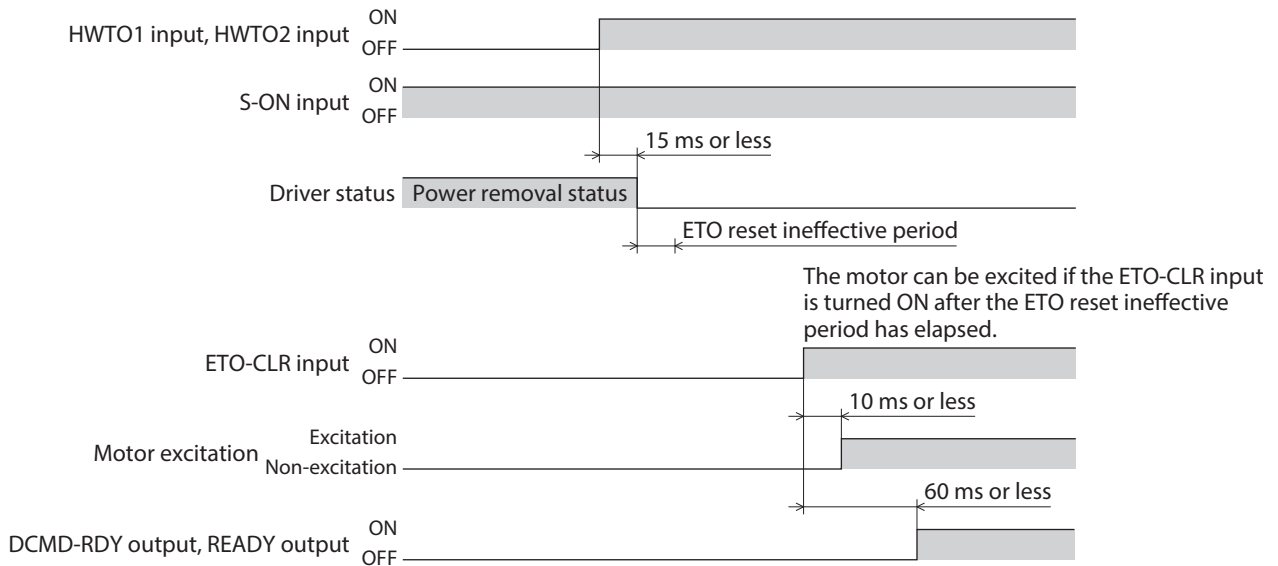 HWTO1 input, HWTO2 input
ON
OFF
S-ON input
ON
OFF
15 ms or less
Driver status
Power removal status
ETO reset ineffective period
The motor can be excited if the ETO-CLR input
is turned ON after the ETO reset ineffective
period has elapsed.
ETO-CLR input
ON
OFF
10 ms or less
Motor excitation
Excitation
Non-excitation
60 ms or less
DCMD-RDY output, READY output
ON
OFF